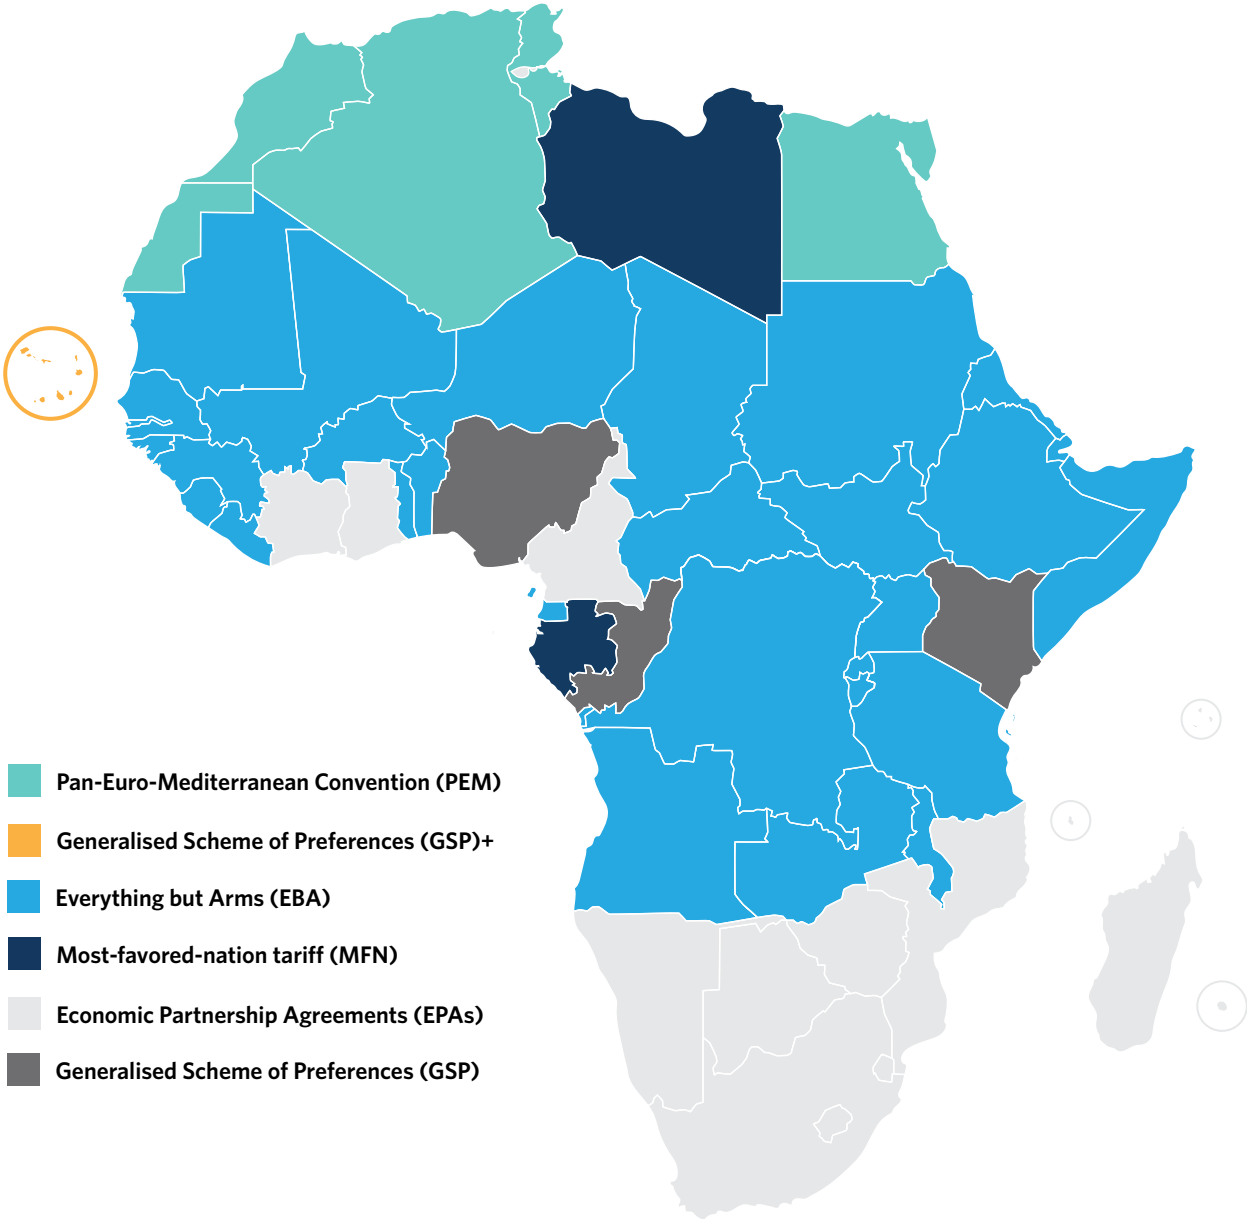 Pan-Euro-Mediterranean Convention (PEM)
Generalised Scheme of Preferences (GSP)+
Everything but Arms (EBA)
Most-favored-nation tariff (MFN)
Economic Partnership Agreements (EPAs)
Generalised Scheme of Preferences (GSP)